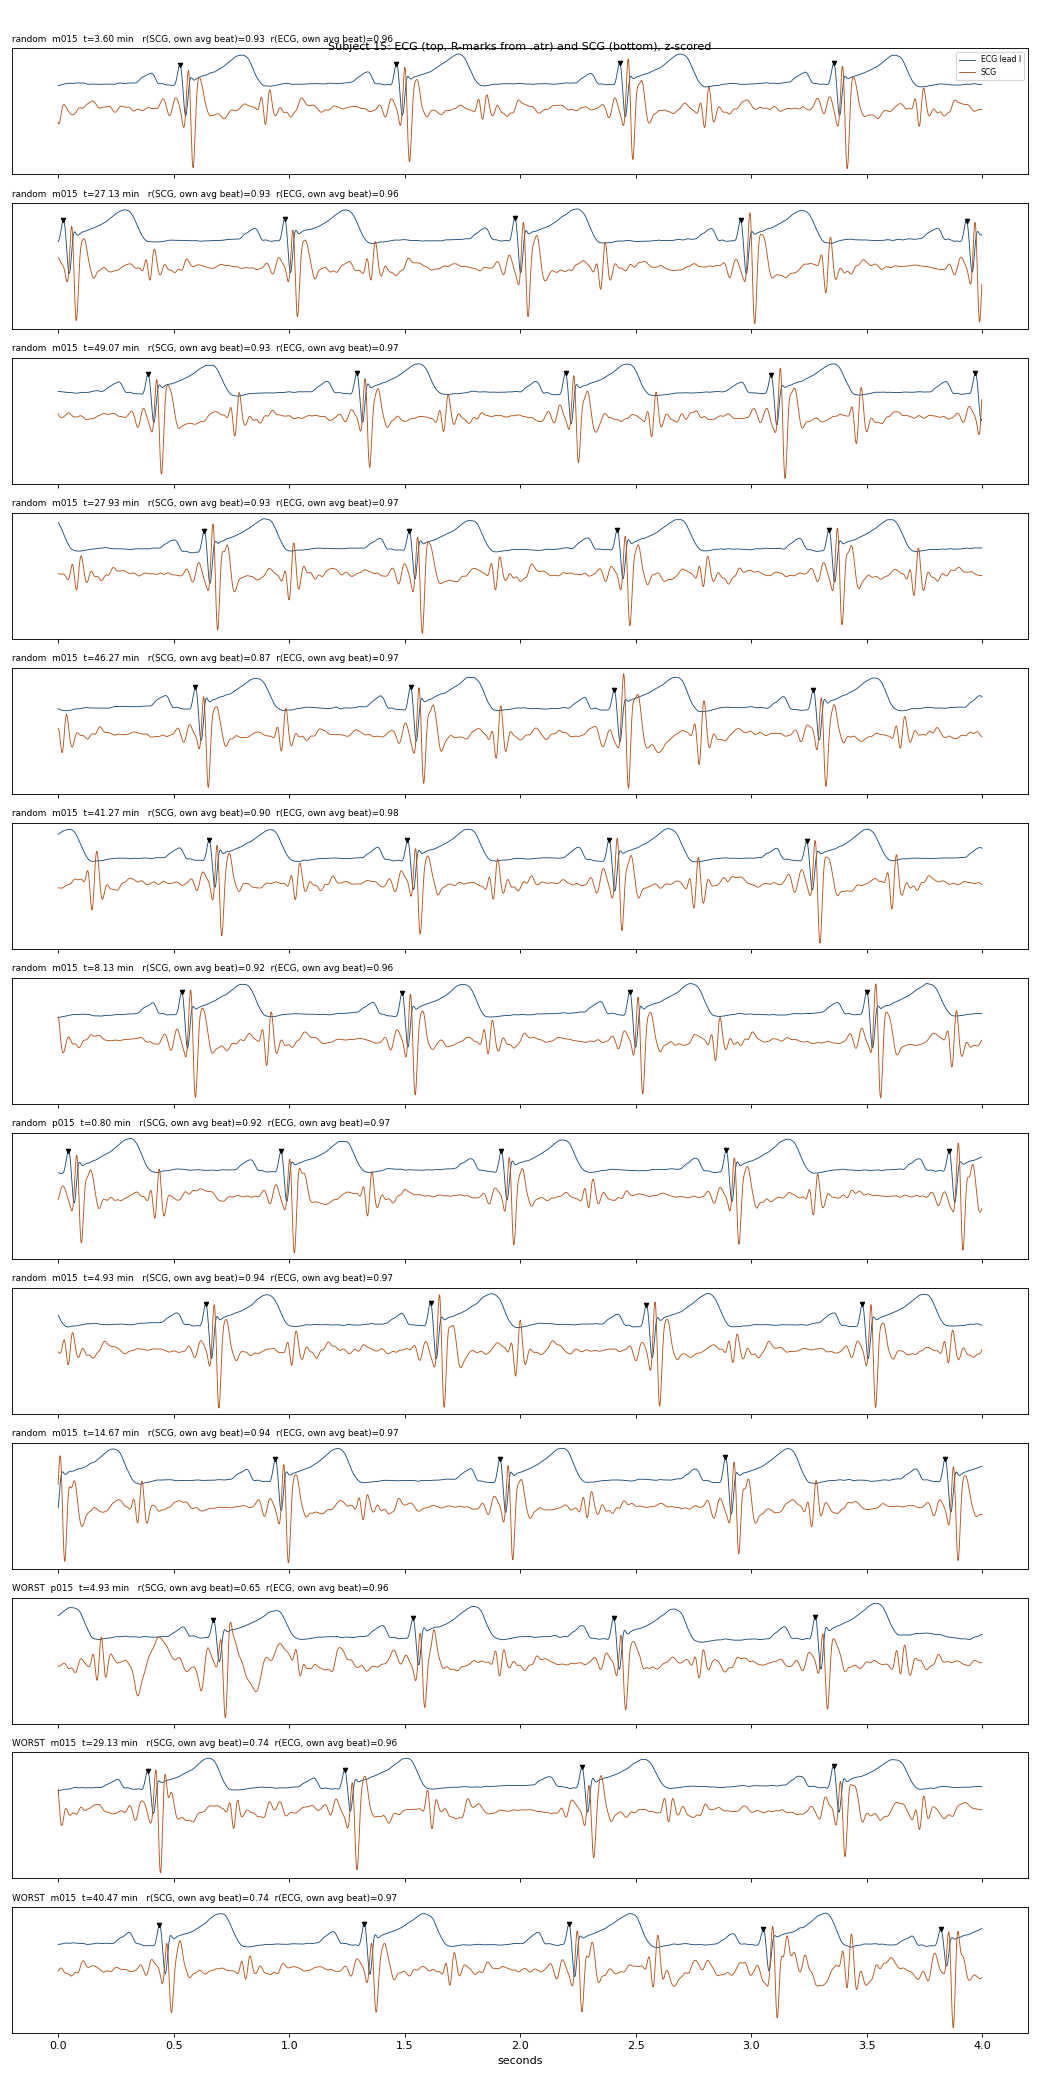 random m015 t=3.60 min r(SCG, own avg beat)=0.93 r(ECG, own avg beat)=0.96
Subject 15: ECG (top, R-marks from .atr) and SCG (bottom), z-scored
ECG lead I
SCG
random m015 t=27.13 min r(SCG, own avg beat)=0.93 r(ECG, own avg beat)=0.96
random m015 t=49.07 min r(SCG, own avg beat)=0.93 r(ECG, own avg beat)=0.97
random m015 t=27.93 min r(SCG, own avg beat)=0.93 r(ECG, own avg beat)=0.97
random m015 t=46.27 min r(SCG, own avg beat)=0.87 r(ECG, own avg beat)=0.97
random m015 t=41.27 min r(SCG, own avg beat)=0.90 r(ECG, own avg beat)=0.98
random m015 t=8.13 min r(SCG, own avg beat)=0.92 r(ECG, own avg beat)=0.96
random p015 t=0.80 min r(SCG, own avg beat)=0.92 r(ECG, own avg beat)=0.97
random m015 t=4.93 min r(SCG, own avg beat)=0.94 r(ECG, own avg beat)=0.97
random m015 t=14.67 min r(SCG, own avg beat)=0.94 r(ECG, own avg beat)=0.97
WORST p015 t=4.93 min r(SCG, own avg beat)=0.65 r(ECG, own avg beat)=0.96
WORST m015 t=29.13 min r(SCG, own avg beat)=0.74 r(ECG, own avg beat)=0.96
WORST m015 t=40.47 min r(SCG, own avg beat)=0.74 r(ECG, own avg beat)=0.97
0.0 0.5 1.0 1.5 2.0 2.5 3.0 3.5 4.0
seconds